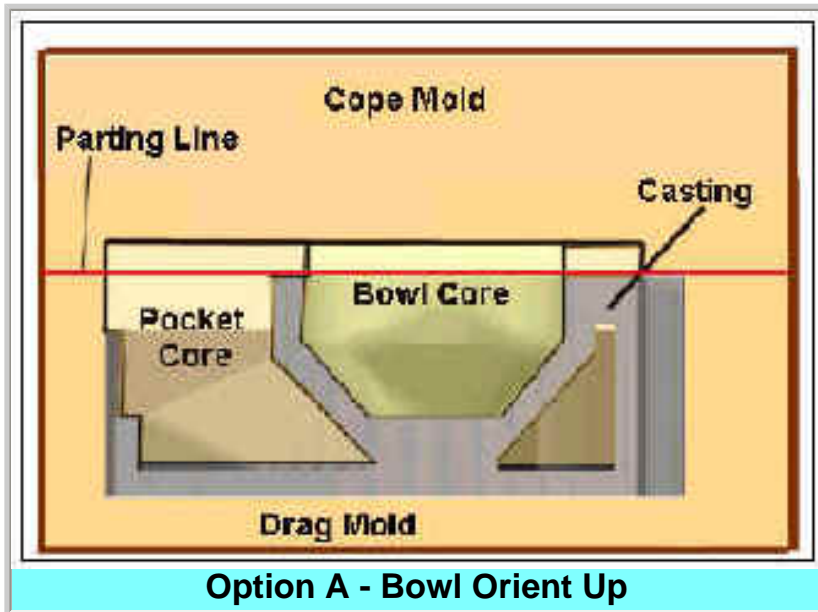 Cope Mold
Parting Line
Casting
Bowl Core
Pocket
Core
Drag Mold
Option A - Bowl Orient Up